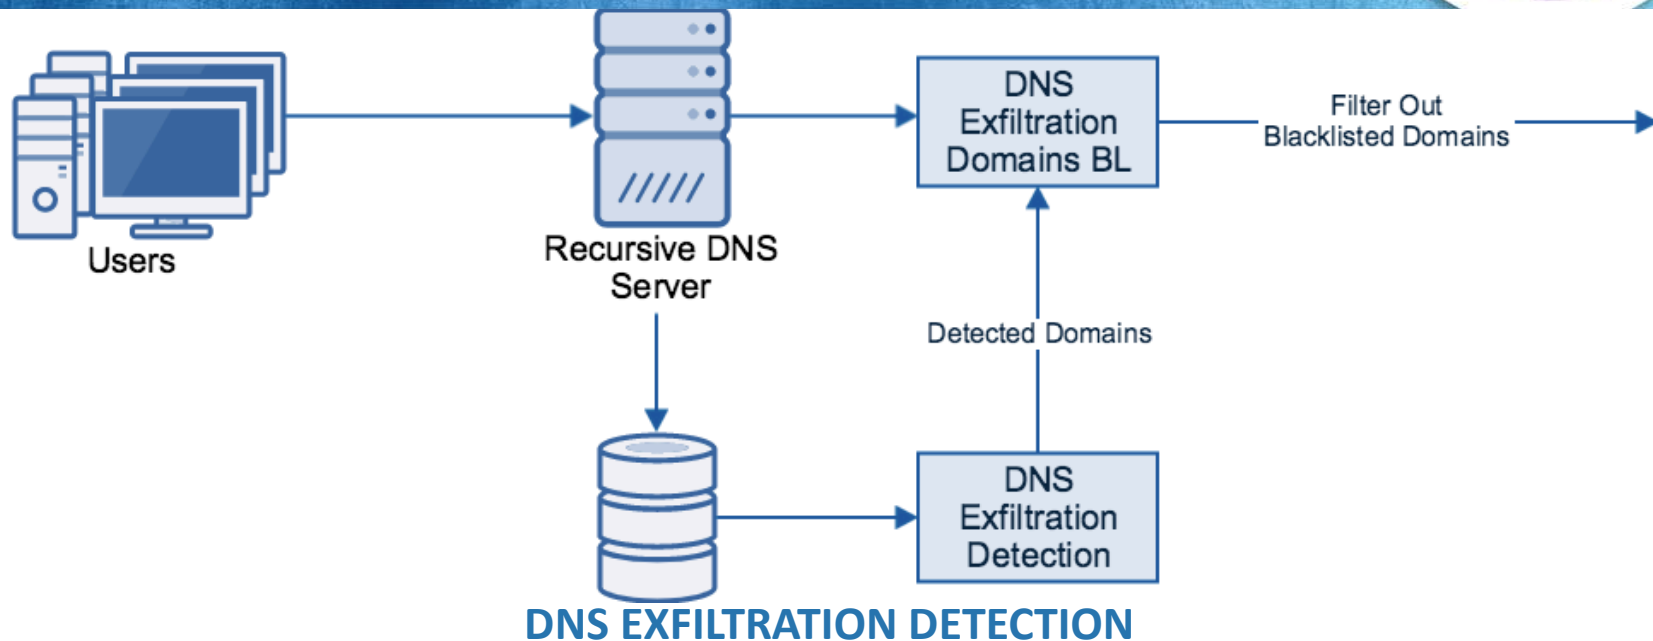 DNS
Exfiltration
Domains BL
Filter Out
Blacklisted Domains
Users
Recursive DNS
Server
Detected Domains
DNS
Exfiltration
Detection
DNS EXFILTRATION DETECTION